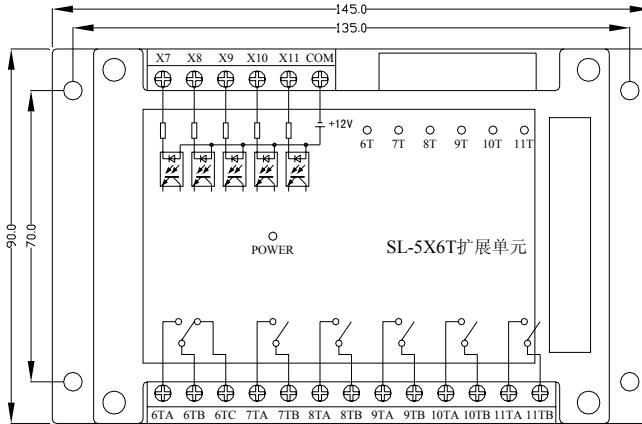 145.0
135.0
X7 X8 X9 X10 X11 COM
+12V
6T 7T 8T 9T 10T 11T
90.0
70.0
POWER
SL-5X6T扩展单元
6TA 6TB 6TC 7TA 7TB 8TA 8TB 9TA 9TB 10TA 10TB 11TA 11TB